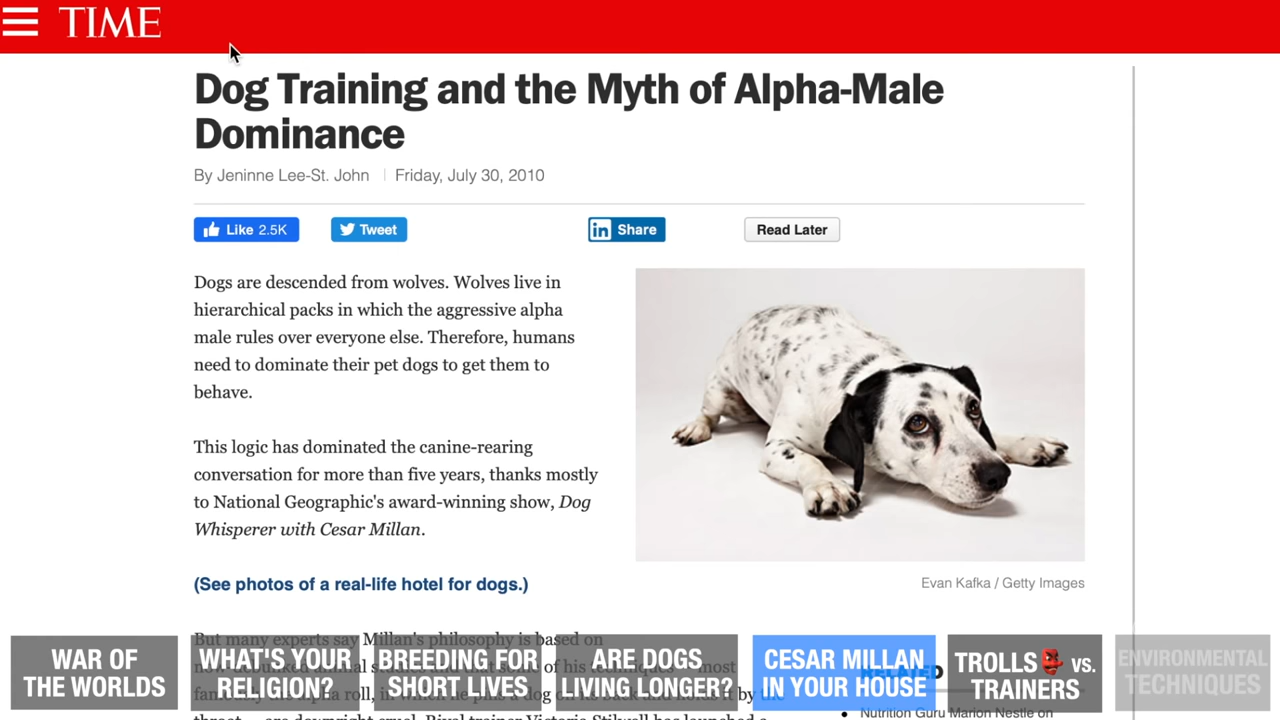 TIME
Dog Training and the Myth of Alpha-Male
Dominance
By Jeninne Lee-St. John | Friday, July 30, 2010
Like 2.5K
Tweet
in Share
Read Later
Dogs are descended from wolves. Wolves live in
hierarchical packs in which the aggressive alpha
male rules over everyone else. Therefore, humans
need to dominate their pet dogs to get them to
behave.
This logic has dominated the canine-rearing
conversation for more than five years, thanks mostly
to National Geographic's award-winning show, Dog
Whisperer with Cesar Millan.
(See photos of a real-life hotel for dogs.)
Evan Kafka / Getty Images
But many experts say Millan's philosophy is based on
RELATED
Nutrition Guru Marion Nestle on
WAR OF
THE WORLDS
WHAT'S YOUR
RELIGION?
BREEDING FOR
SHORT LIVES
ARE DOGS
LIVING LONGER?
CESAR MILLAN
IN YOUR HOUSE
TROLLS VS.
TRAINERS
ENVIRONMENTAL
TECHNIQUES